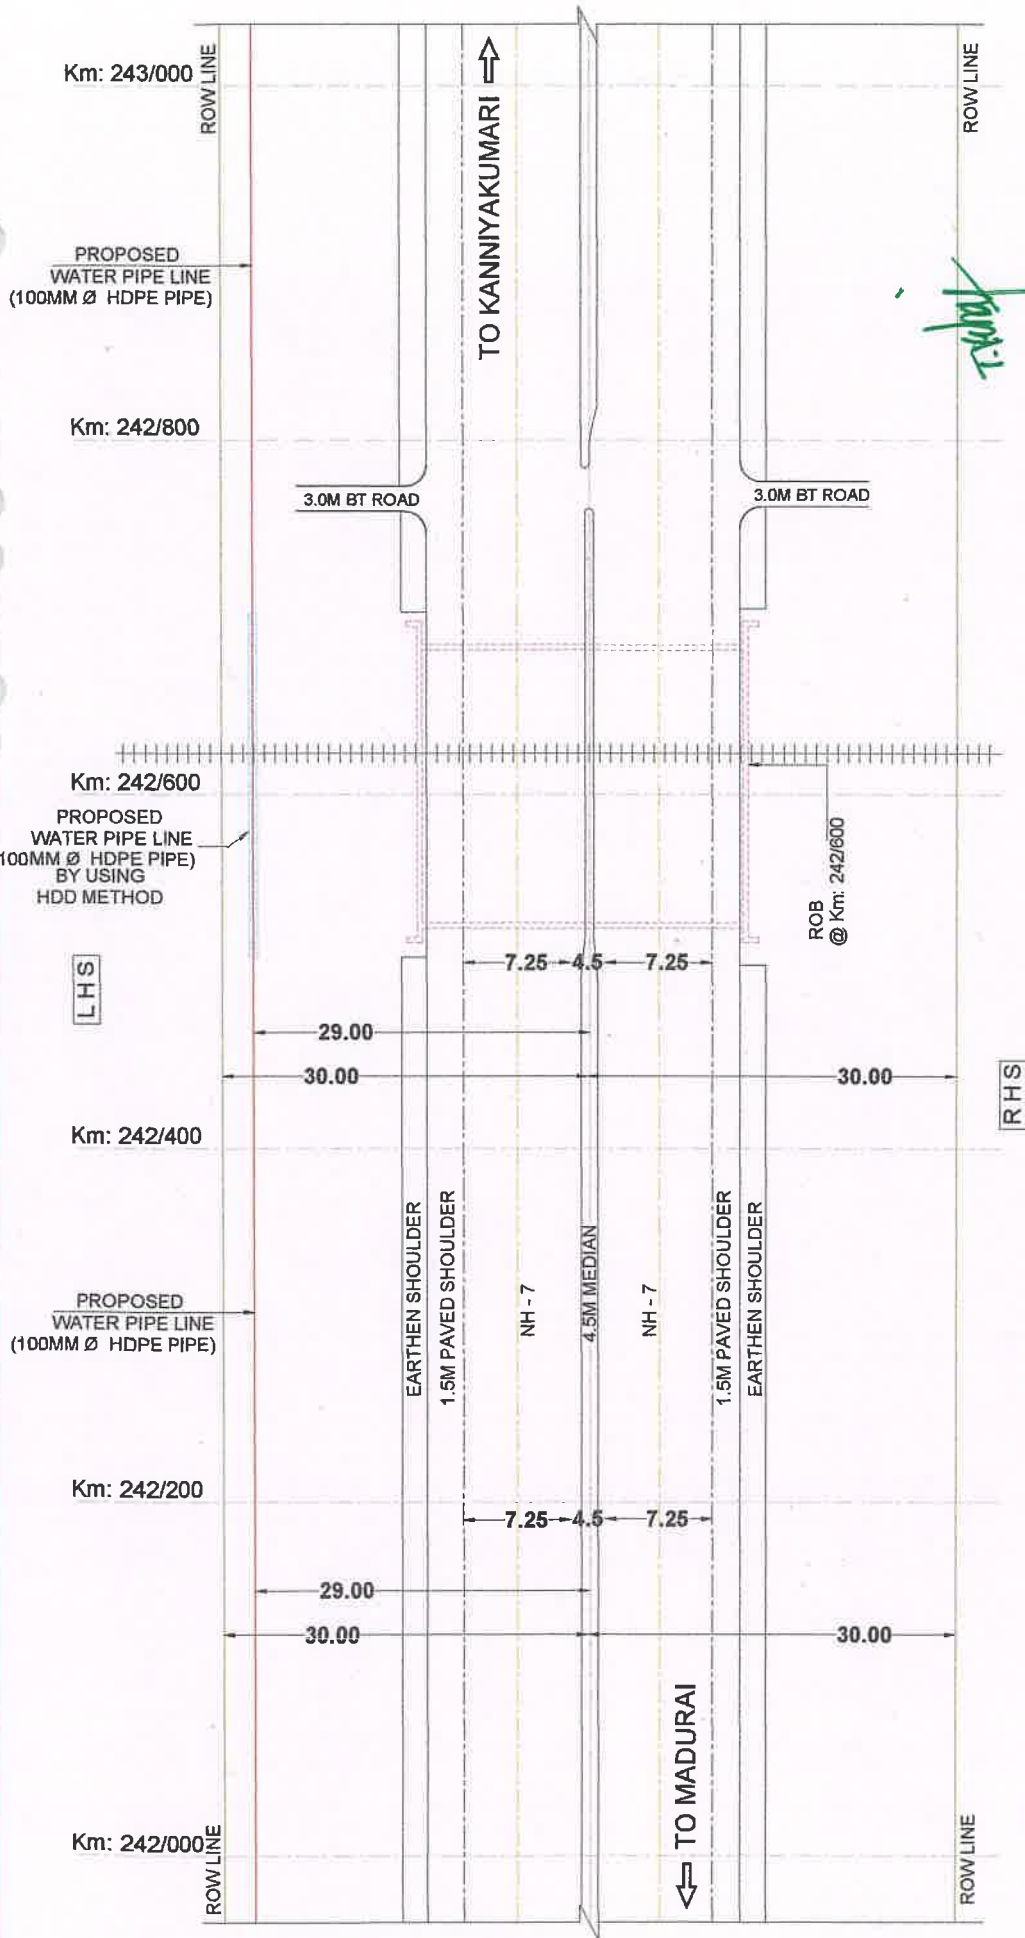 Km: 243/000
ROW LINE
ROW LINE
TO KANNIYAKUMARI
PROPOSED
WATER PIPE LINE
(100MM Ø HDPE PIPE)
Km: 242/800
3.0M BT ROAD
3.0M BT ROAD
Km: 242/600
PROPOSED
WATER PIPE LINE
100MM Ø HDPE PIPE)
BY USING
HDD METHOD
ROB
@ Km: 242/600
LHS
7.25 4.5 7.25
29.00
30.00 30.00
RHS
Km: 242/400
EARTHEN SHOULDER
1.5M PAVED SHOULDER
NH - 7
4.5M MEDIAN
NH - 7
1.5M PAVED SHOULDER
EARTHEN SHOULDER
PROPOSED
WATER PIPE LINE
(100MM Ø HDPE PIPE)
Km: 242/200
7.25 4.5 7.25
29.00
30.00 30.00
TO MADURAI
Km: 242/000
ROW LINE
ROW LINE